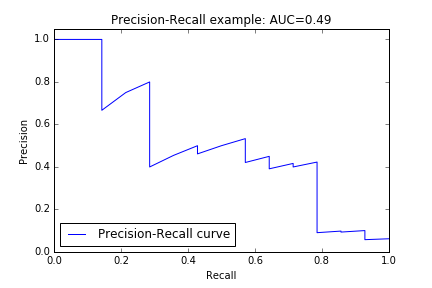 Precision-Recall example: AUC=0.49
1.0
0.8
0.6
0.4
0.2
0.0
Precision
Precision-Recall curve
0.0 0.2 0.4 0.6 0.8 1.0
Recall